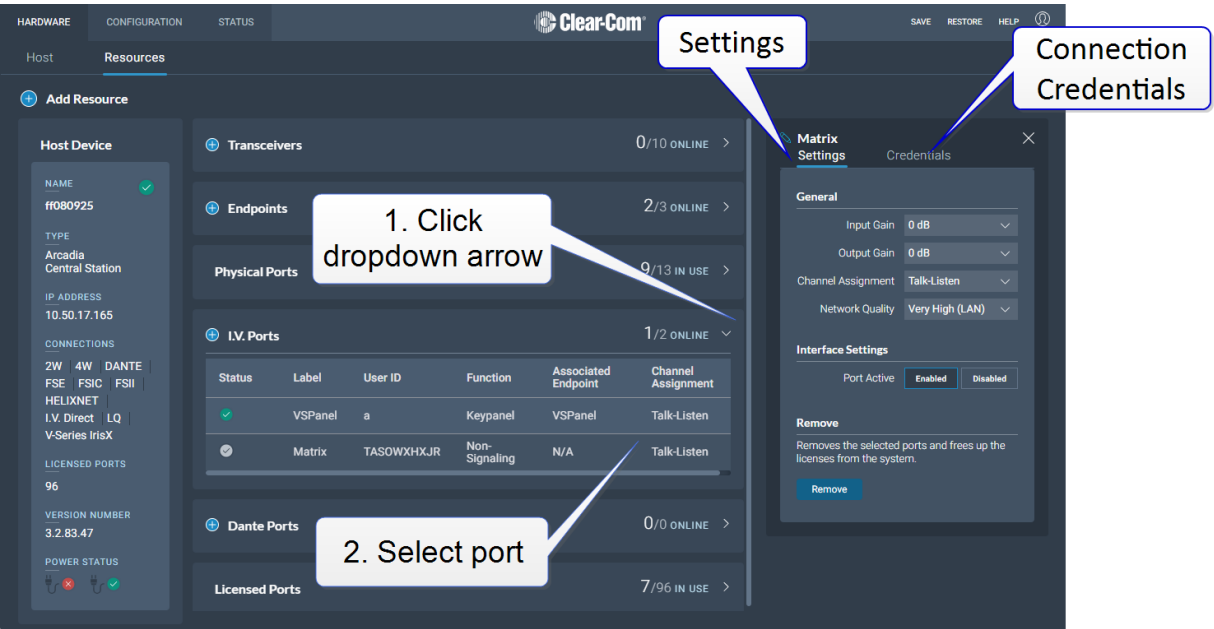 HARDWARE CONFIGURATION STATUS Clear-Com® SAVE RESTORE HELP
Host Resources
Settings
Connection
Credentials
Add Resource
Host Device
NAME
ff080925
TYPE
Arcadia
Central Station
IP ADDRESS
10.50.17.165
CONNECTIONS
2W 4W DANTE
FSE FSIC FSII
HELIXNET
I.V. Direct LQ
V-Series IrisX
LICENSED PORTS
96
VERSION NUMBER
3.2.83.47
POWER STATUS
Transceivers 0/10 ONLINE
Endpoints 2/3 ONLINE
1. Click
dropdown arrow
Physical Ports 9/13 IN USE
I.V. Ports 1/2 ONLINE
Status Label User ID Function Associated Endpoint Channel Assignment
VSPanel a Keypanel VSPanel Talk-Listen
Matrix TASOWXHXJR Non-Signaling N/A Talk-Listen
Dante Ports 0/0 ONLINE
2. Select port
Licensed Ports 7/96 IN USE
Matrix
Settings Credentials
General
Input Gain 0 dB
Output Gain 0 dB
Channel Assignment Talk-Listen
Network Quality Very High (LAN)
Interface Settings
Port Active Enabled Disabled
Remove
Removes the selected ports and frees up the
licenses from the system.
Remove